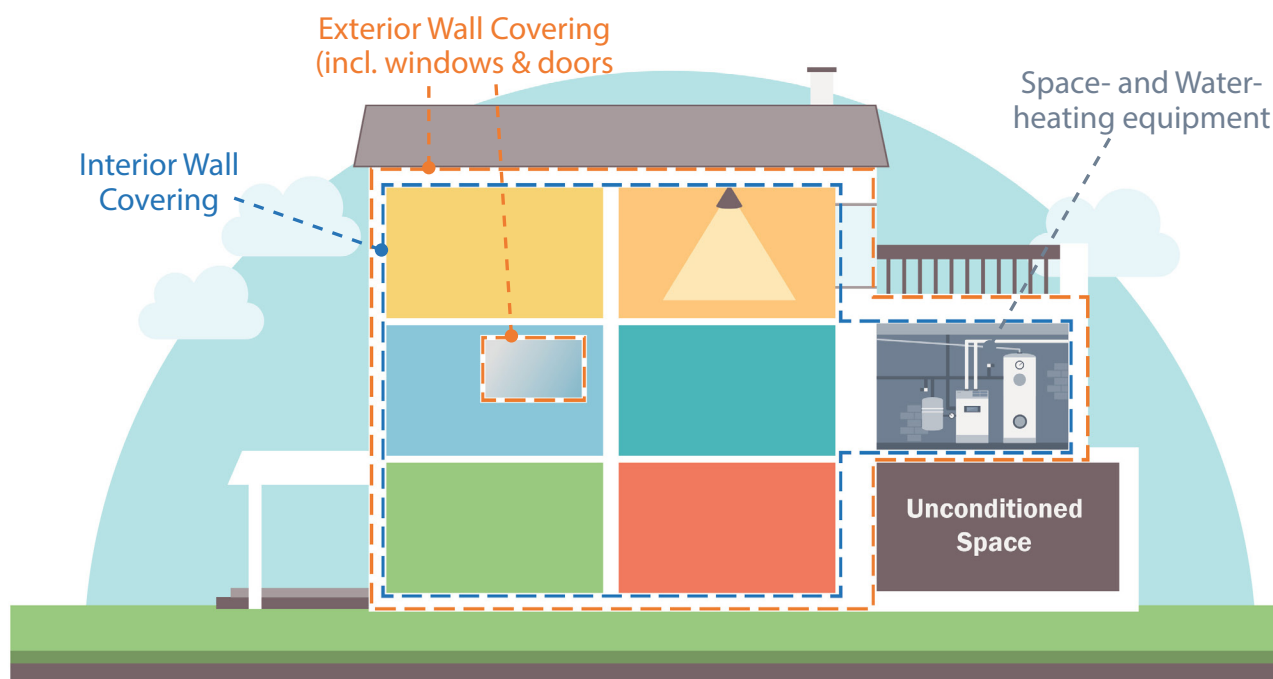 Exterior Wall Covering
(incl. windows & doors
Space- and Water-
heating equipment
Interior Wall
Covering
Unconditioned
Space